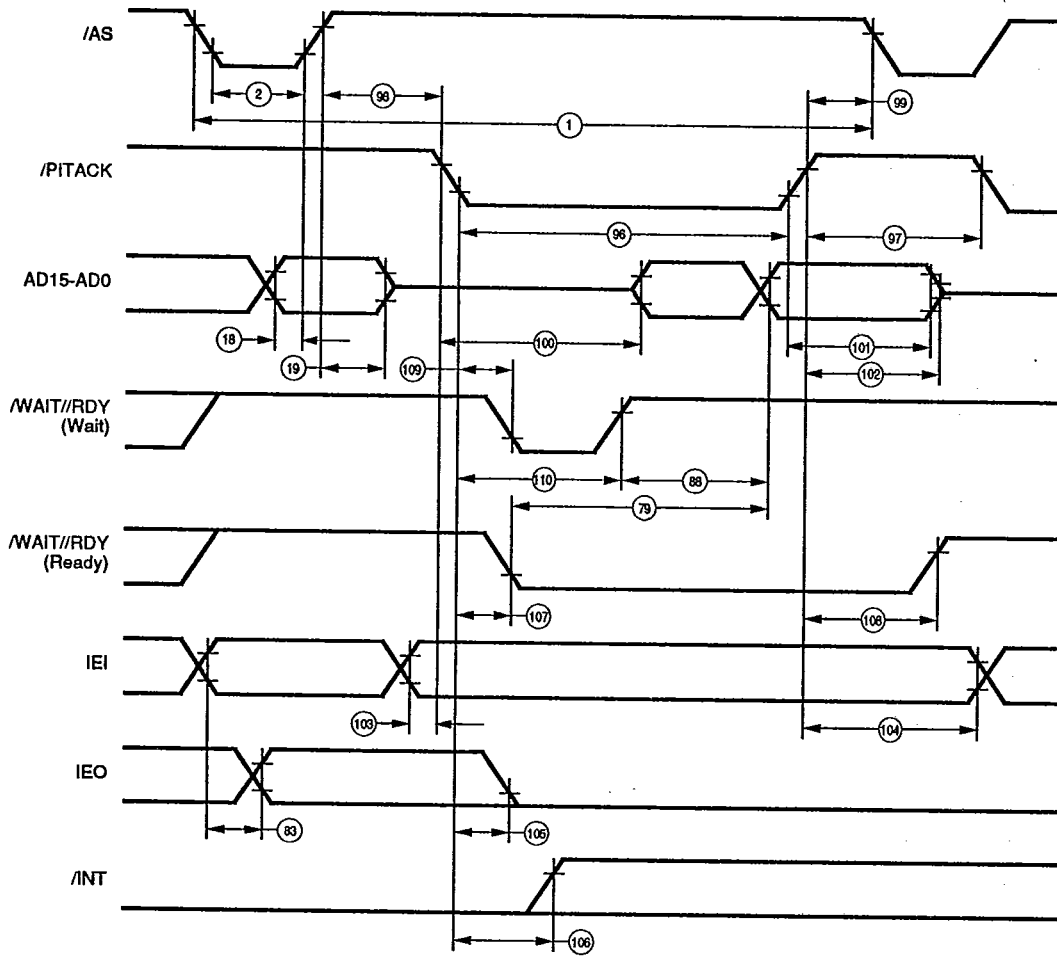 /AS
2
98
99
1
/PITACK
96
97
AD15-AD0
18
100
101
19
109
102
/WAIT//RDY
(Wait)
110
88
79
/WAIT//RDY
(Ready)
107
108
IEI
103
104
IEO
83
105
/INT
106